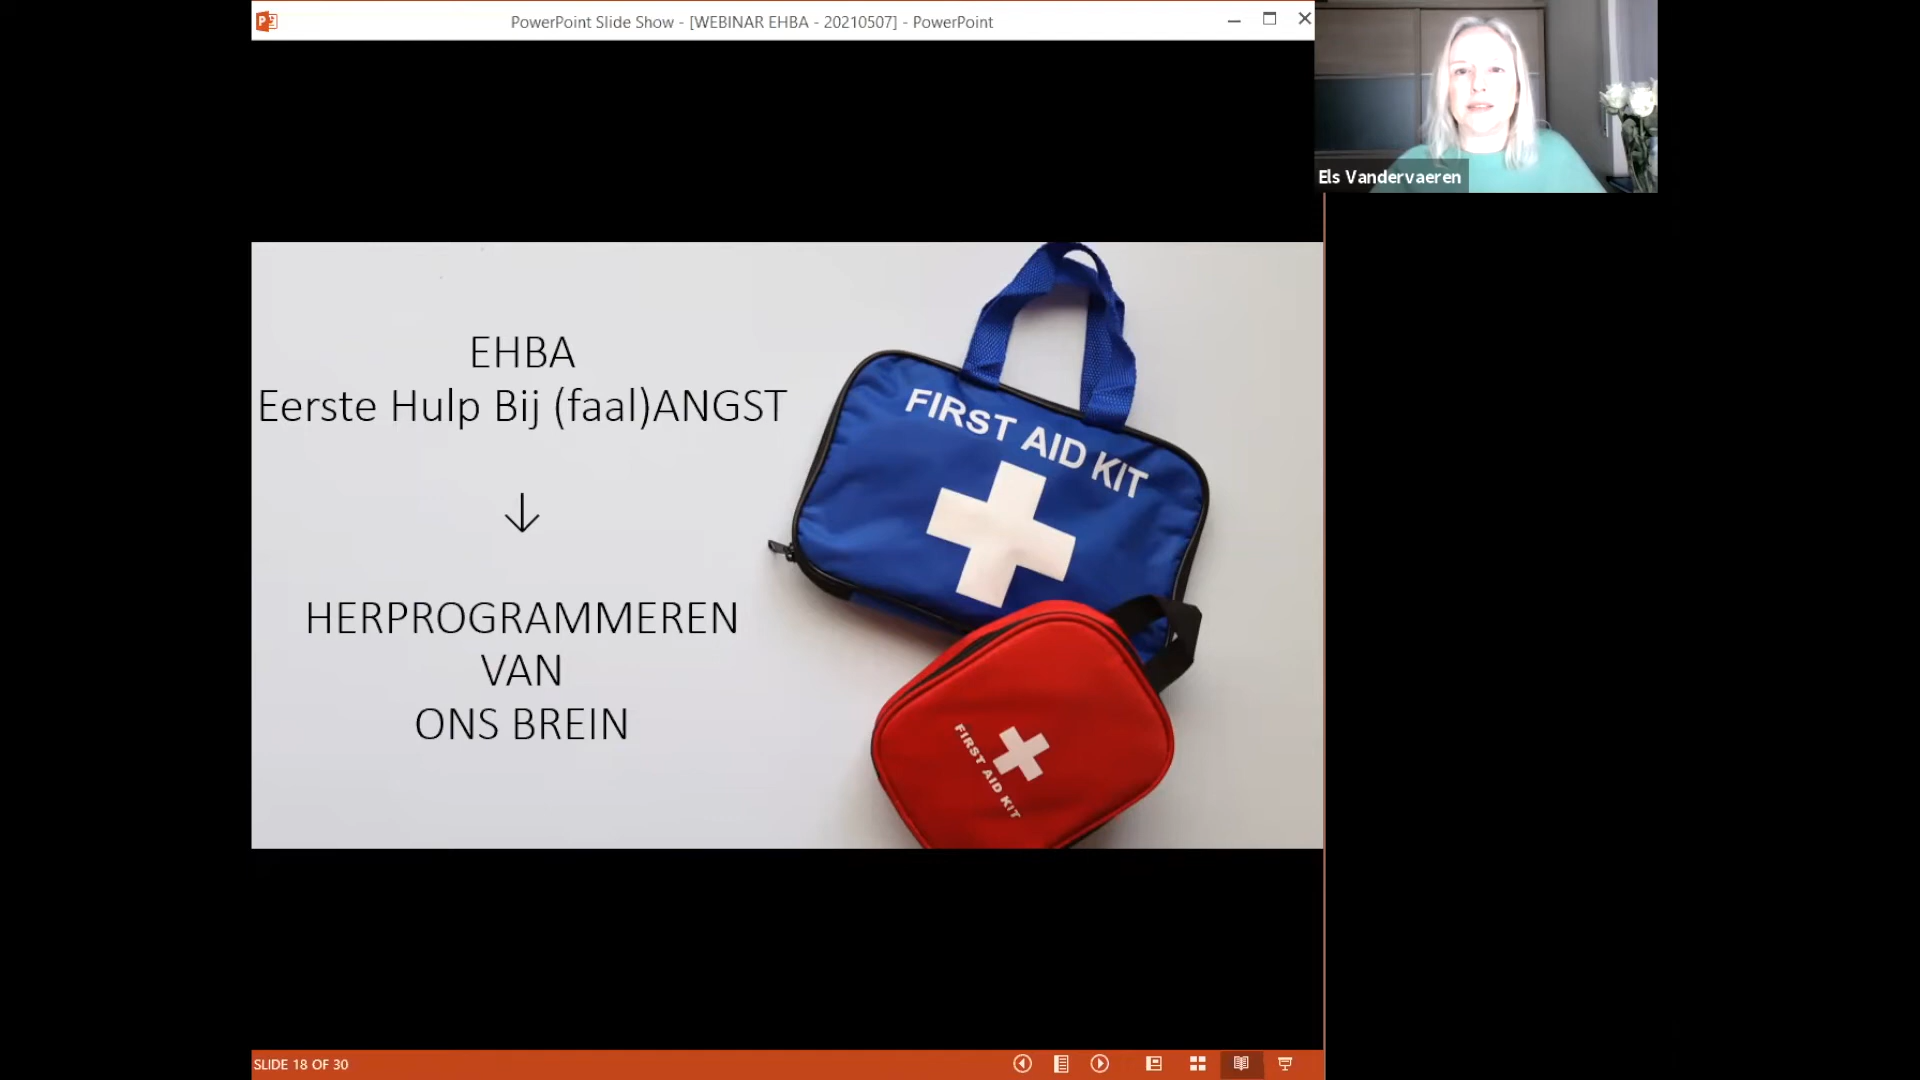 PowerPoint Slide Show - [WEBINAR EHBA - 20210507] - PowerPoint
Els Vandervaeren
EHBA
Eerste Hulp Bij (faal)ANGST
↓
HERPROGRAMMEREN
VAN
ONS BREIN
FIRST AID KIT
FIRST AID KIT
SLIDE 18 OF 30